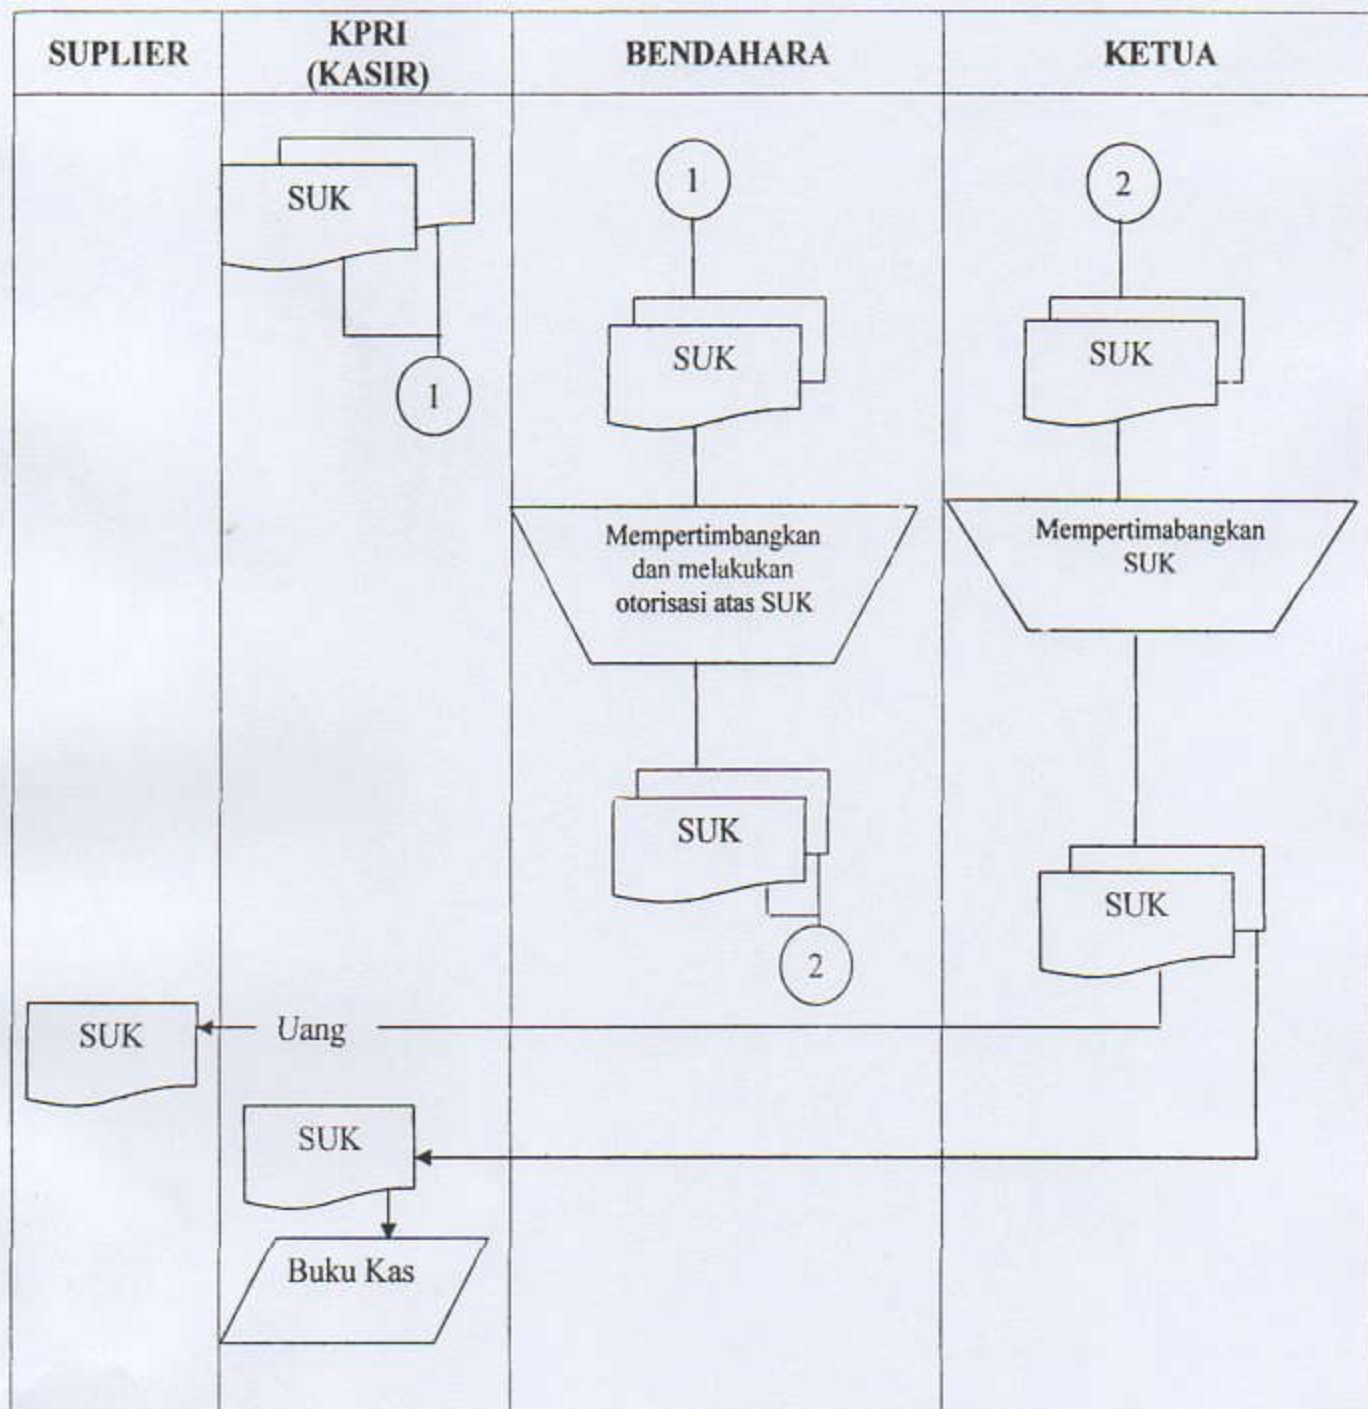 SUPLIER
KPRI
(KASIR)
BENDAHARA
KETUA
SUK
1
1
SUK
Mempertimbangkan
dan melakukan
otorisasi atas SUK
SUK
2
2
SUK
Mempertimabangkan
SUK
SUK
SUK
Uang
SUK
Buku Kas